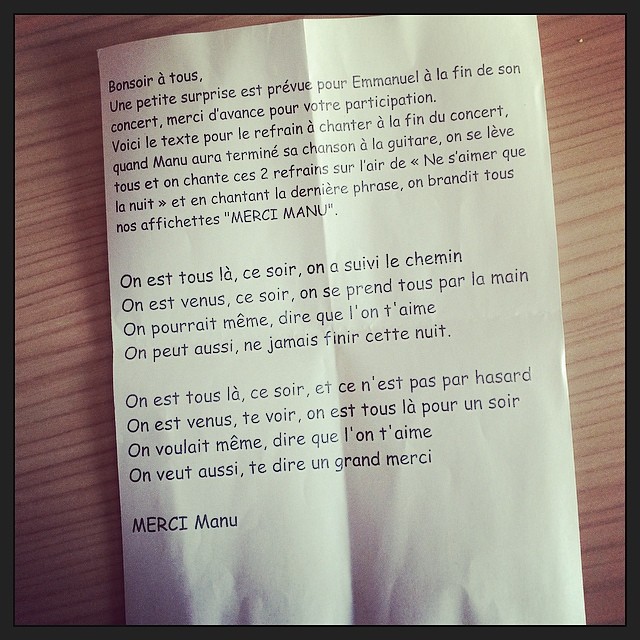 Bonsoir à tous,
Une petite surprise est prévue pour Emmanuel à la fin de son
concert, merci d'avance pour votre participation.
Voici le texte pour le refrain à chanter à la fin du concert,
quand Manu aura terminé sa chanson à la guitare, on se lève
tous et on chante ces 2 refrains sur l'air de « Ne s'aimer que
la nuit » et en chantant la dernière phrase, on brandit tous
nos affichettes "MERCI MANU".
On est tous là, ce soir, on a suivi le chemin
On est venus, ce soir, on se prend tous par la main
On pourrait même, dire que l'on t'aime
On peut aussi, ne jamais finir cette nuit.
On est tous là, ce soir, et ce n'est pas par hasard
On est venus, te voir, on est tous là pour un soir
On voulait même, dire que l'on t'aime
On veut aussi, te dire un grand merci
MERCI Manu